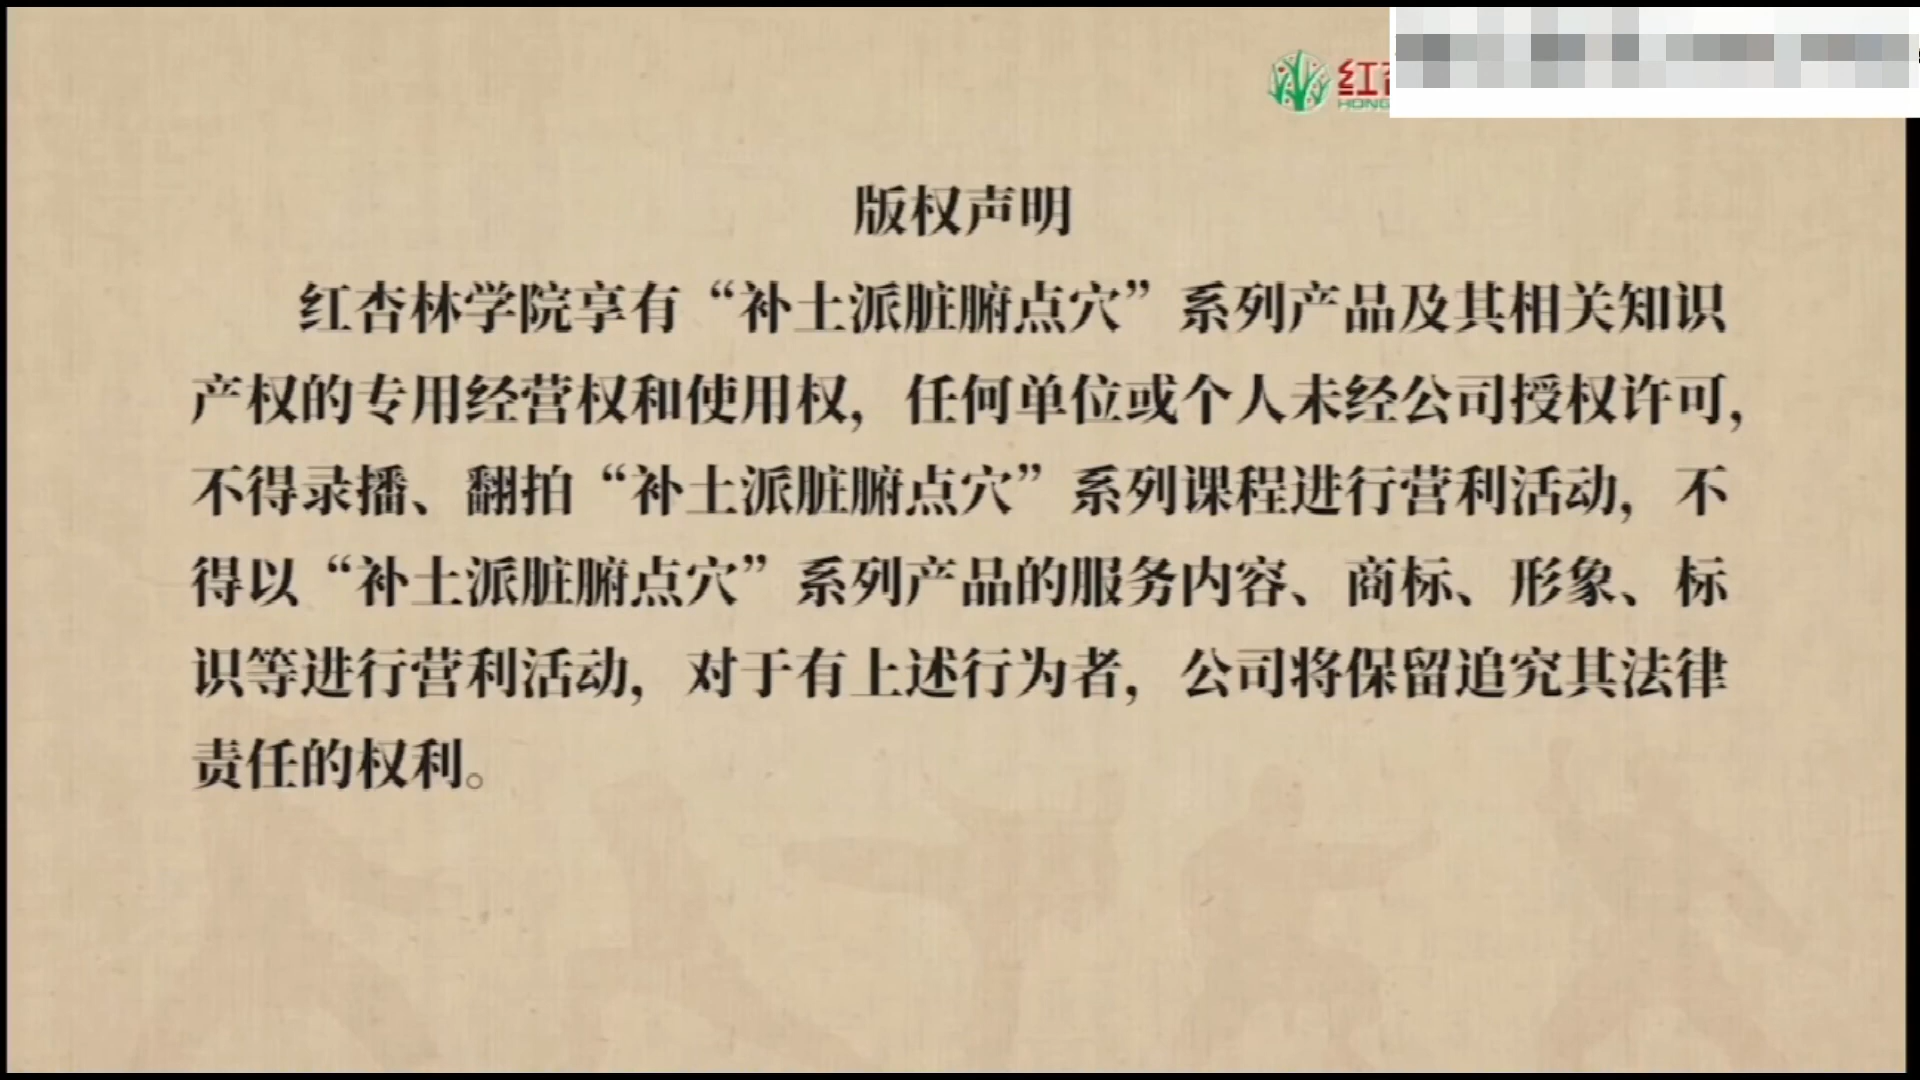 红
HONG
版权声明
红杏林学院享有“补土派脏腑点穴”系列产品及其相关知识
产权的专用经营权和使用权，任何单位或个人未经公司授权许可，
不得录播、翻拍“补土派脏腑点穴”系列课程进行营利活动，不
得以“补土派脏腑点穴”系列产品的服务内容、商标、形象、标
识等进行营利活动，对于有上述行为者，公司将保留追究其法律
责任的权利。